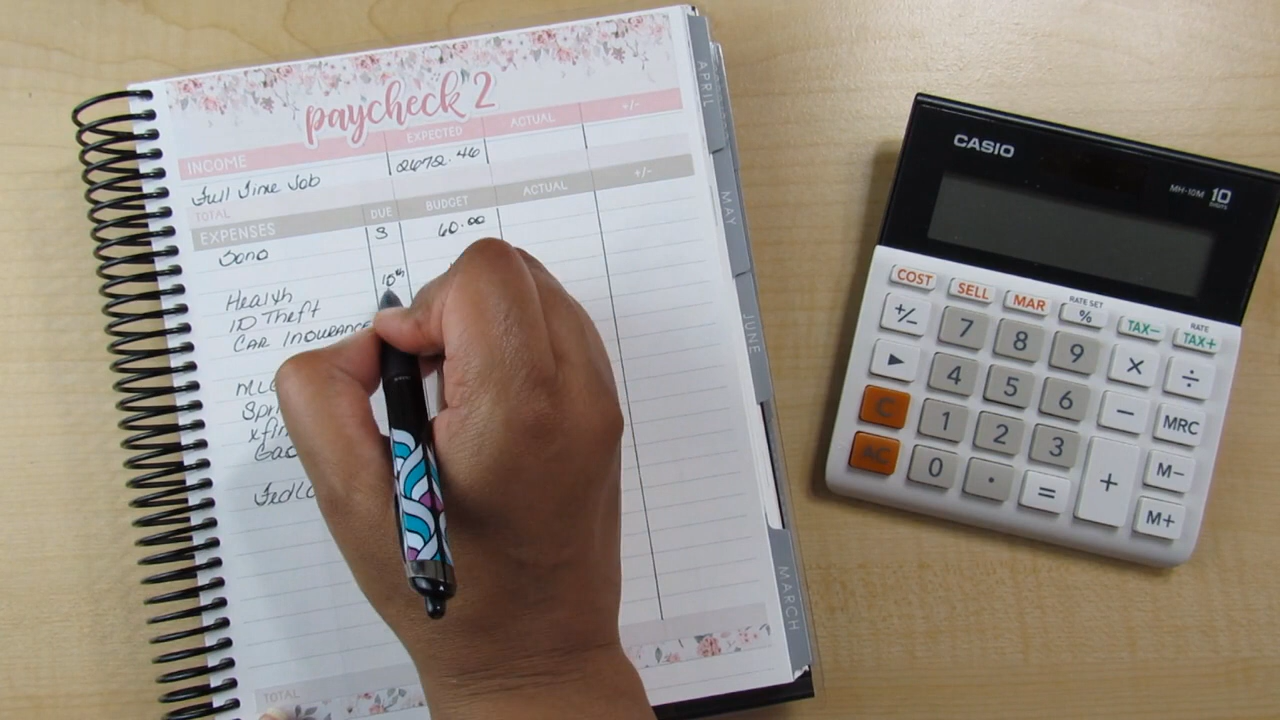 paycheck 2
INCOME EXPECTED ACTUAL +/-
Full Time Job 2672.46
TOTAL
EXPENSES DUE BUDGET ACTUAL +/-
3 60.00
Health 10th
ID Theft
CAR INSURANCE
TOTAL
APRIL
MAY
JUNE
MARCH
CASIO
MH-10M 10
COST SELL MAR RATE SET % TAX− RATE TAX+
+/− 7 8 9 × ÷
▶ 4 5 6 − MRC
C 1 2 3 + M−
AC 0 · = M+